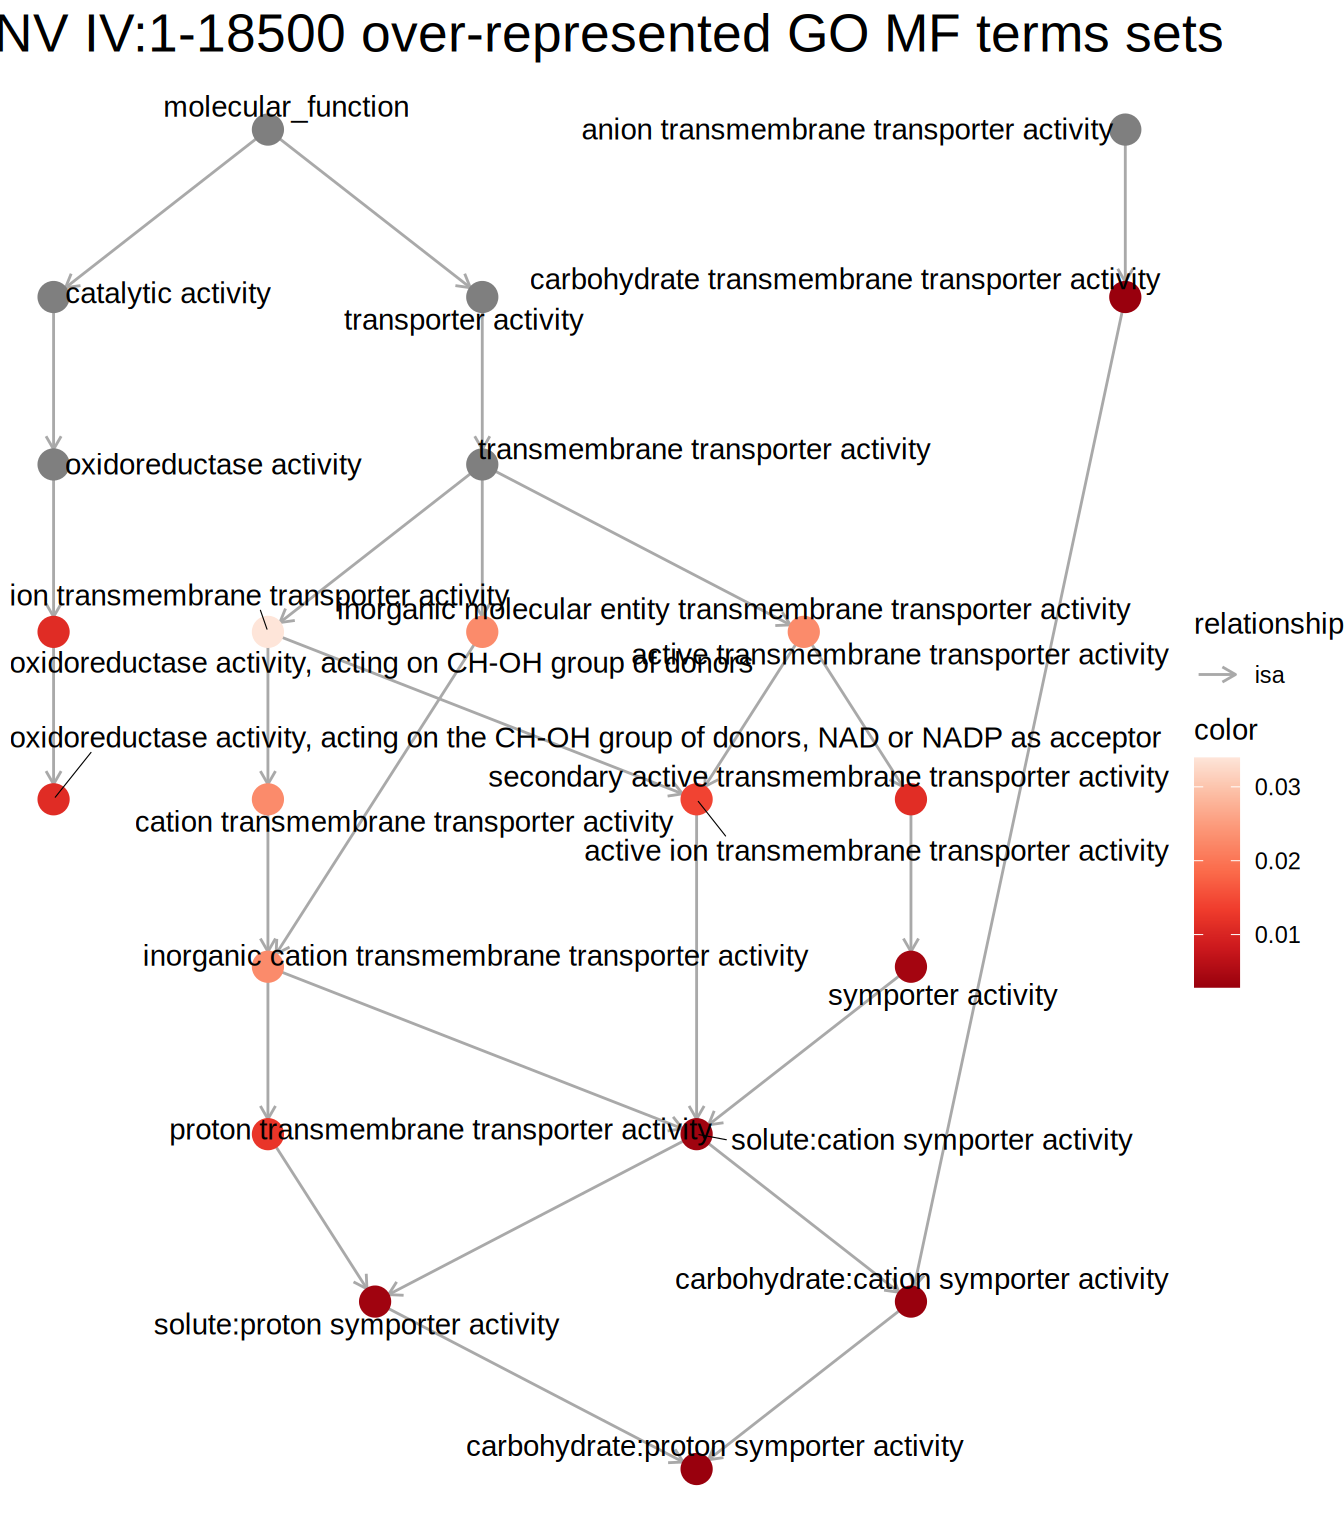 NV IV:1-18500 over-represented GO MF terms sets
molecular_function
anion transmembrane transporter activity
carbohydrate transmembrane transporter activity
catalytic activity
transporter activity
transmembrane transporter activity
oxidoreductase activity
ion transmembrane transporter activity
inorganic molecular entity transmembrane transporter activity
relationship
active transmembrane transporter activity
oxidoreductase activity, acting on CH-OH group of donors
isa
color
oxidoreductase activity, acting on the CH-OH group of donors, NAD or NADP as acceptor
secondary active transmembrane transporter activity
0.03
cation transmembrane transporter activity
active ion transmembrane transporter activity
0.02
0.01
inorganic cation transmembrane transporter activity
symporter activity
proton transmembrane transporter activity
solute:cation symporter activity
carbohydrate:cation symporter activity
solute:proton symporter activity
carbohydrate:proton symporter activity